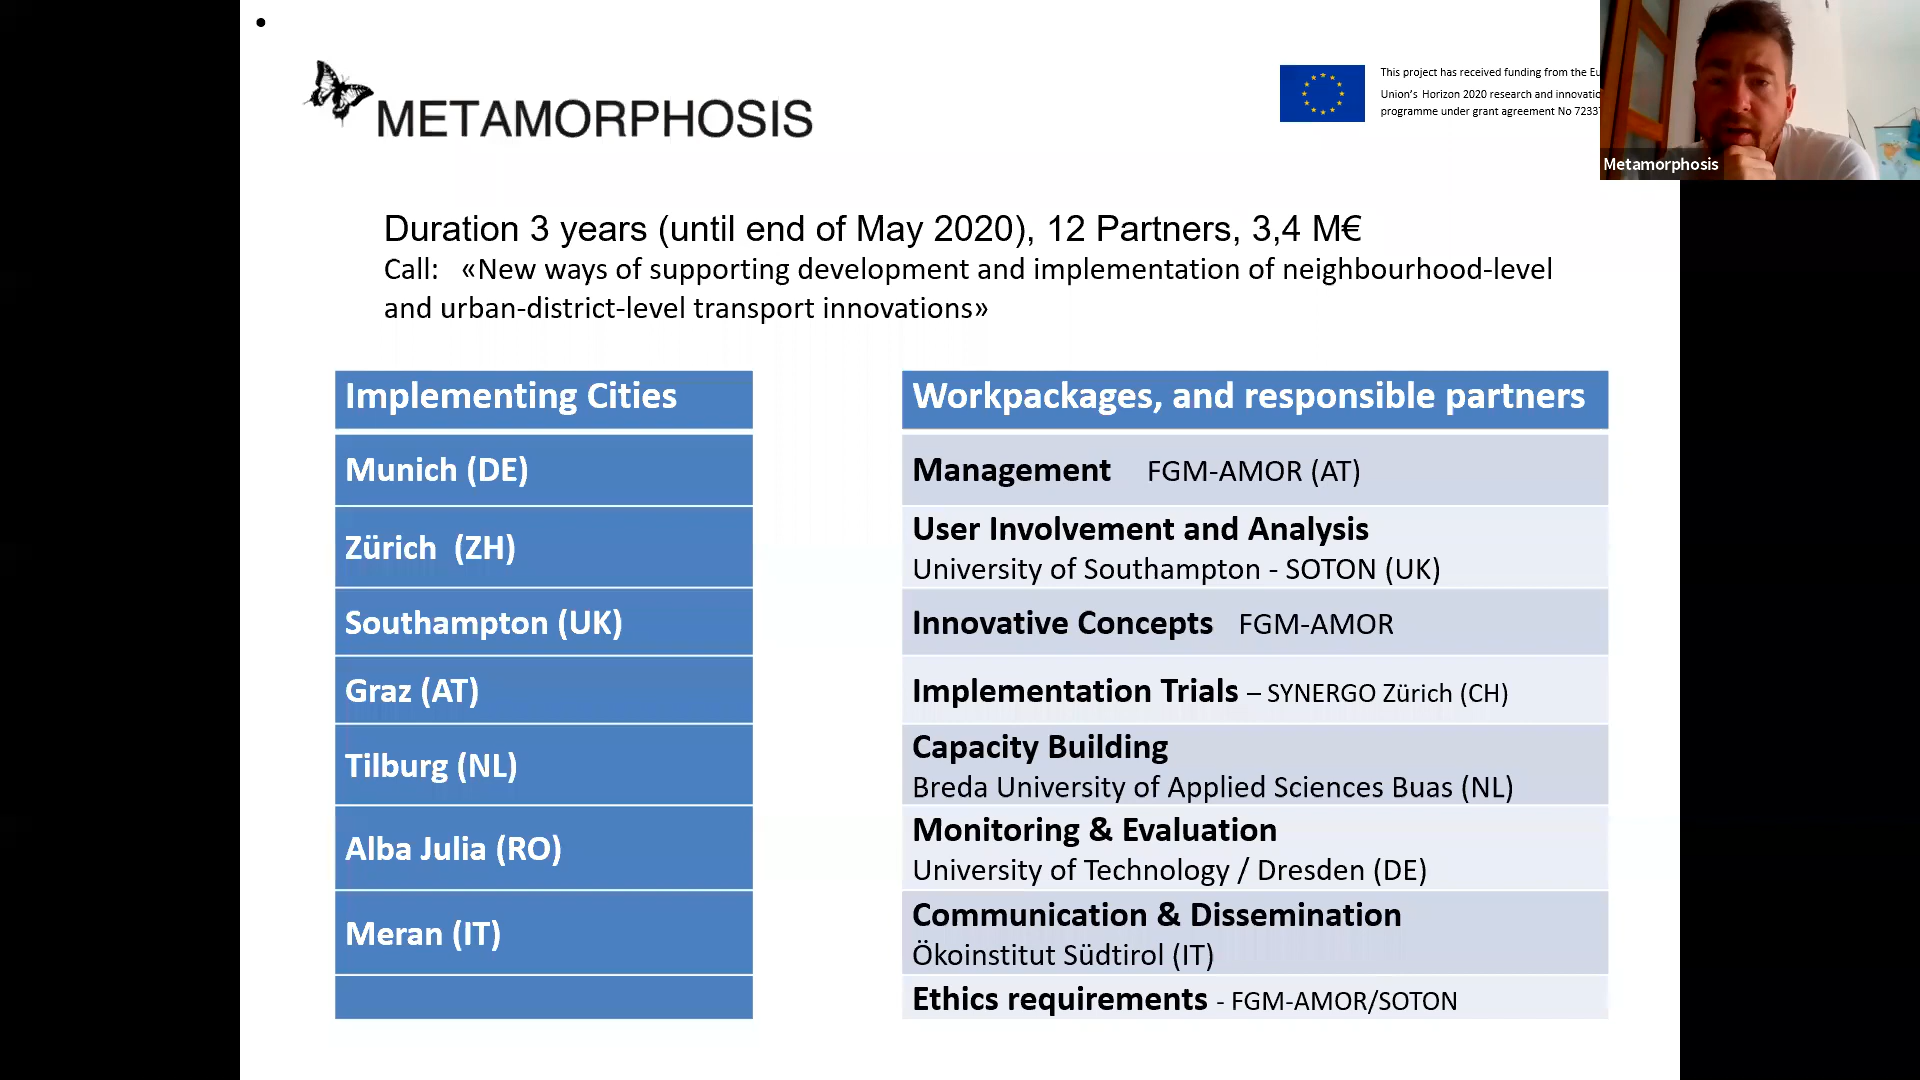 METAMORPHOSIS
This project has received funding from the
Union's Horizon 2020 research and
programme under grant agreement No
Metamorphosis
Duration 3 years (until end of May 2020), 12 Partners, 3,4 M€
Call: «New ways of supporting development and implementation of neighbourhood-level
and urban-district-level transport innovations»
Implementing Cities
Munich (DE)
Zürich (ZH)
Southampton (UK)
Graz (AT)
Tilburg (NL)
Alba Julia (RO)
Meran (IT)
Workpackages, and responsible partners
Management FGM-AMOR (AT)
User Involvement and Analysis
University of Southampton - SOTON (UK)
Innovative Concepts FGM-AMOR
Implementation Trials – SYNERGO Zürich (CH)
Capacity Building
Breda University of Applied Sciences Buas (NL)
Monitoring & Evaluation
University of Technology / Dresden (DE)
Communication & Dissemination
Ökoinstitut Südtirol (IT)
Ethics requirements - FGM-AMOR/SOTON